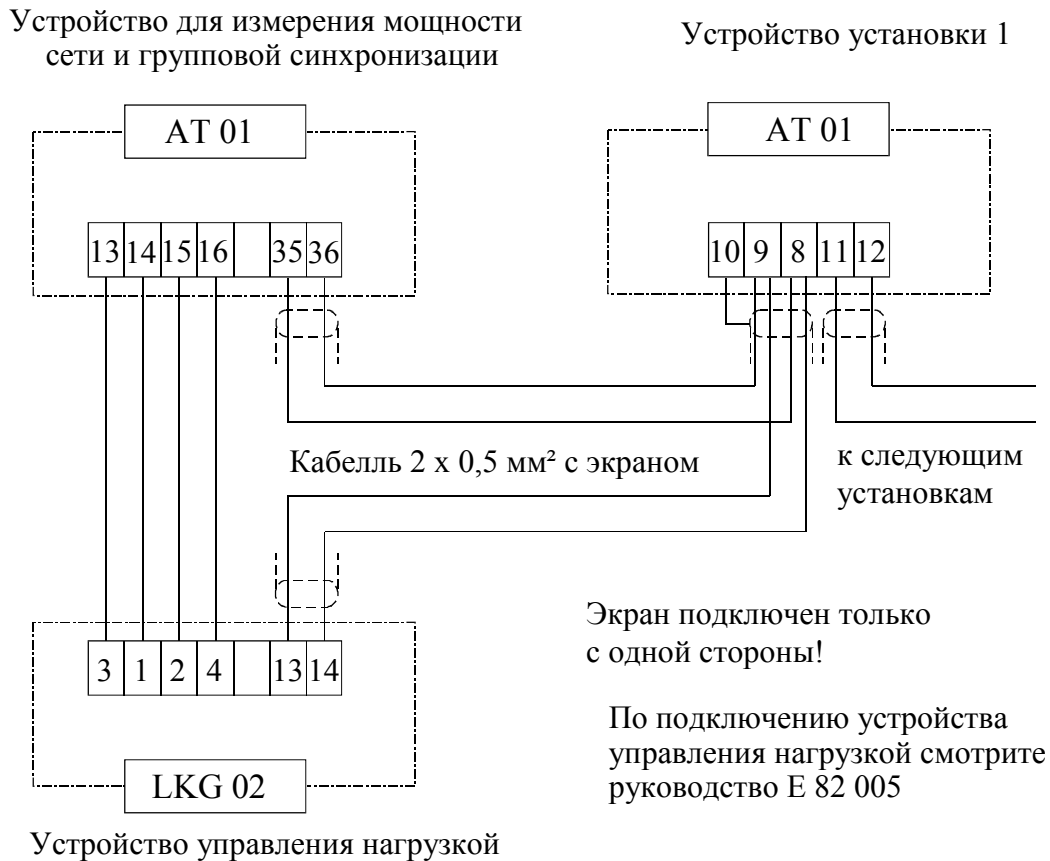 Устройство для измерения мощности
сети и групповой синхронизации
Устройство установки 1
AT 01
AT 01
13 14 15 16 35 36
10 9 8 11 12
Кабелль 2 x 0,5 мм² с экраном
к следующим
установкам
Экран подключен только
с одной стороны!
3 1 2 4 13 14
По подключению устройства
управления нагрузкой смотрите
руководство E 82 005
LKG 02
Устройство управления нагрузкой